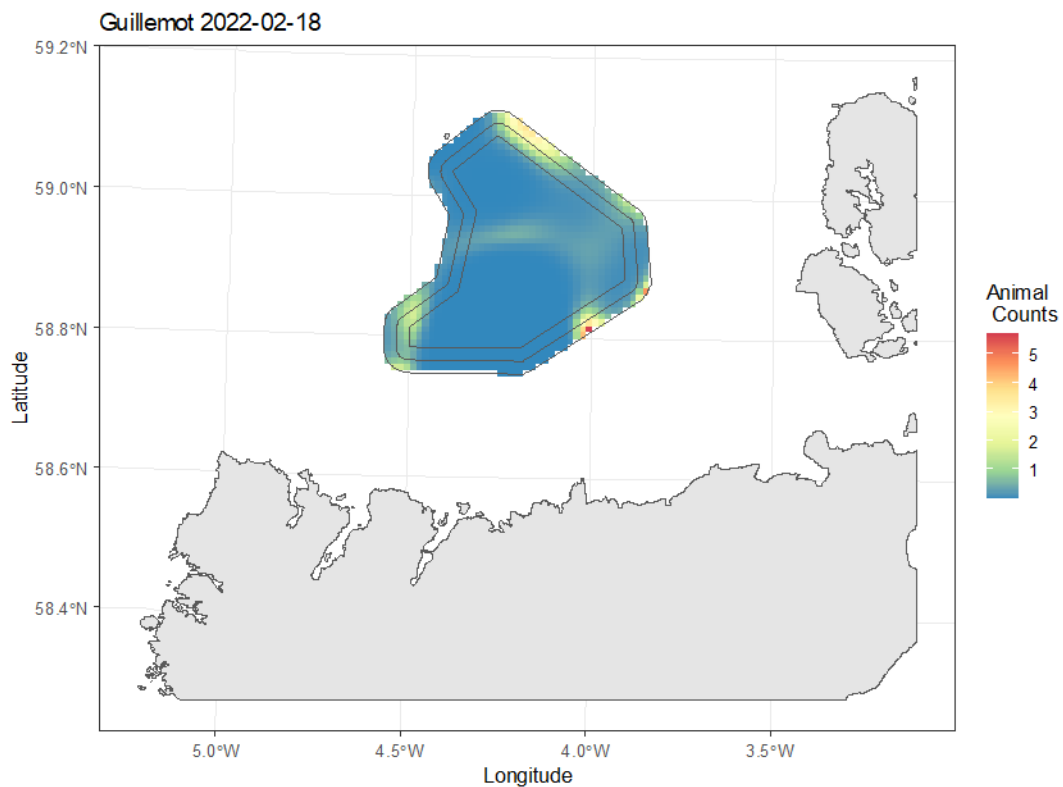 Guillemot 2022-02-18
59.2°N
59.0°N
58.8°N
58.6°N
58.4°N
Latitude
5.0°W
4.5°W
4.0°W
3.5°W
Longitude
Animal
Counts
5
4
3
2
1